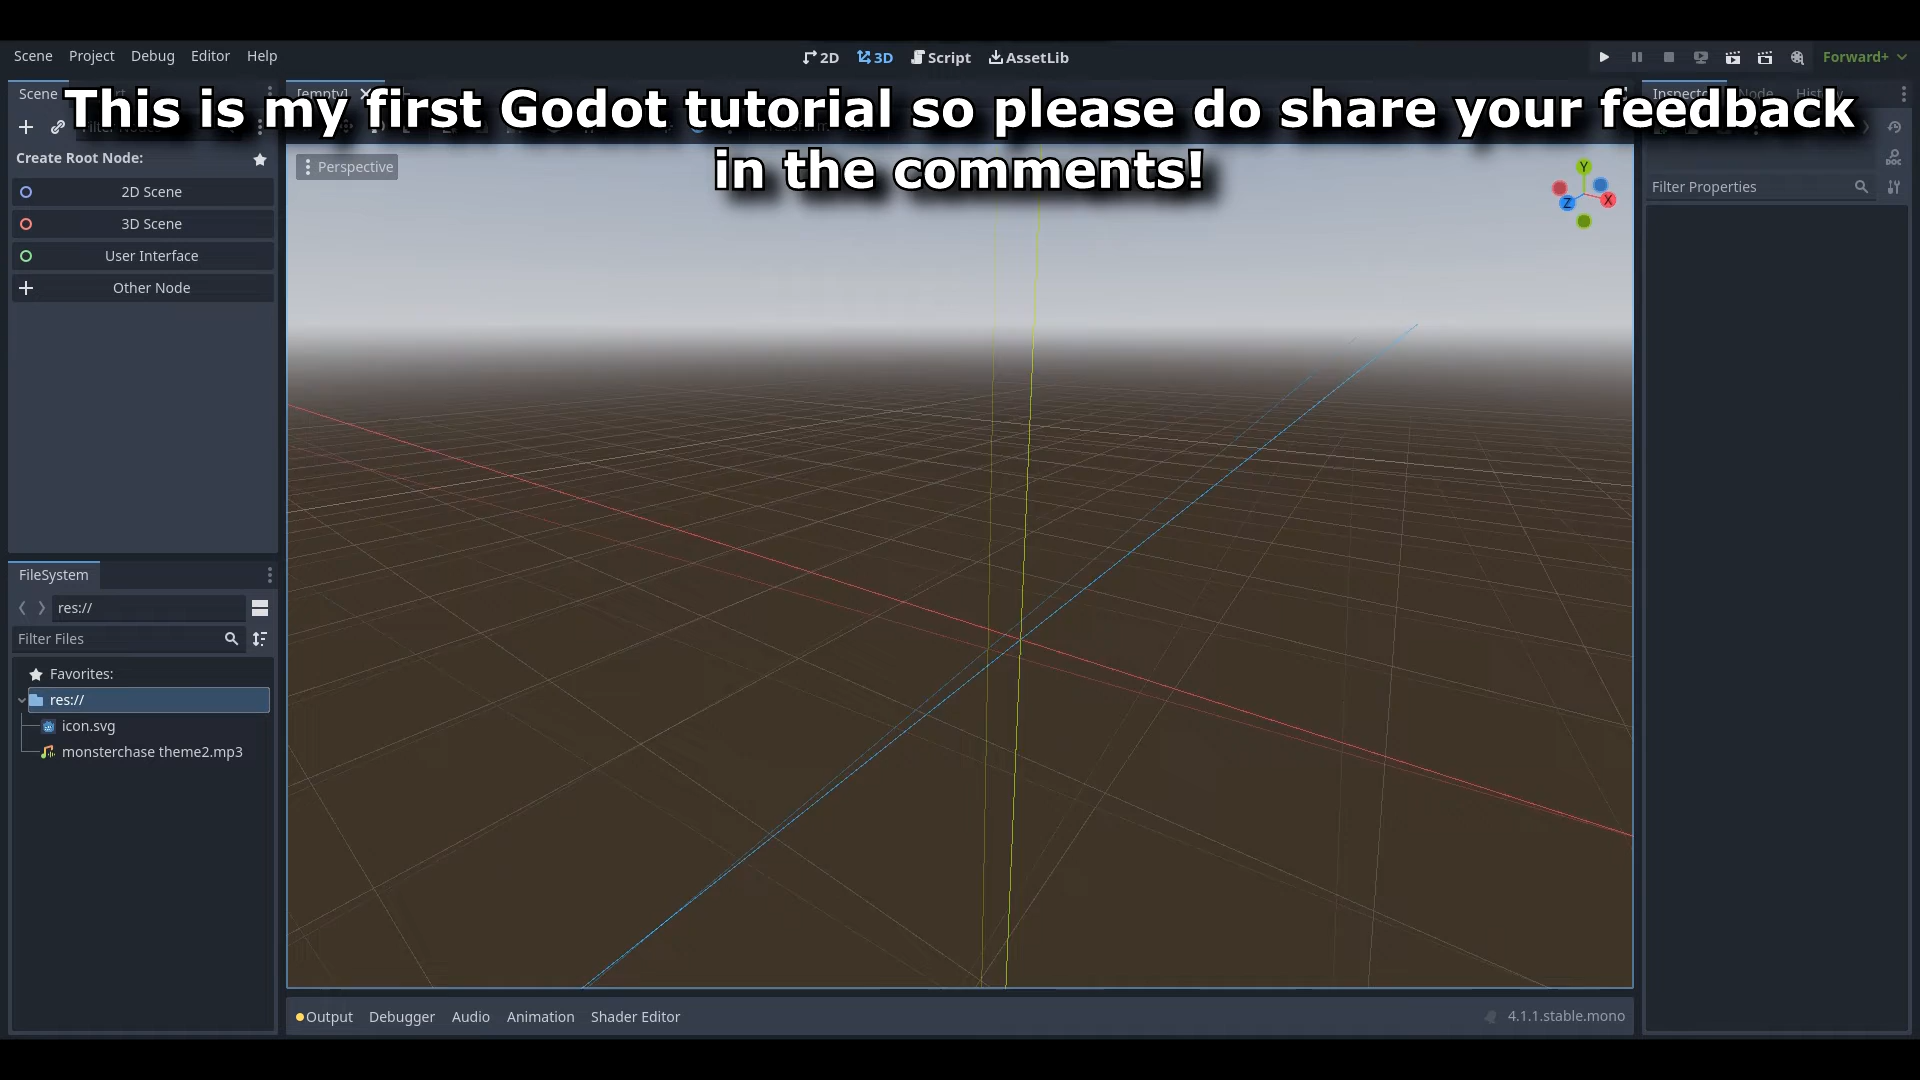 Scene Project Debug Editor Help 2D 3D Script AssetLib Forward+
Scene [empty]
This is my first Godot tutorial so please do share your feedback
in the comments!
Create Root Node:
Perspective
2D Scene
3D Scene
User Interface
Other Node
Y
Z X
Filter Properties
FileSystem
res://
Filter Files
Favorites:
res://
icon.svg
monsterchase theme2.mp3
Output Debugger Audio Animation Shader Editor 4.1.1.stable.mono